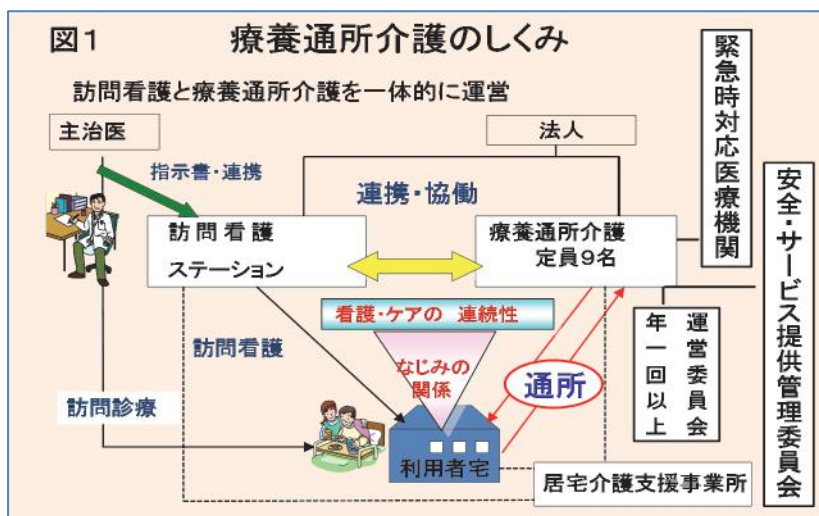 図1 療養通所介護のしくみ
訪問看護と療養通所介護を一体的に運営
主治医
法人
指示書・連携
連携・協働
訪問看護
ステーション
療養通所介護
定員9名
緊急時対応医療機関
安全・サービス提供管理委員会
看護・ケアの 連続性
訪問看護
なじみの
関係
通所
運営委員会
年一回以上
訪問診療
利用者宅
居宅介護支援事業所